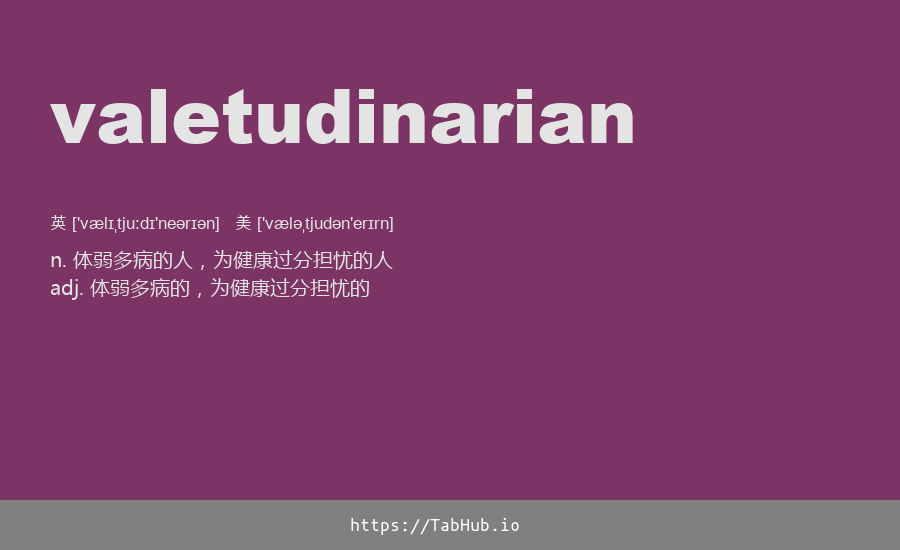 valetudinarian
英 ['vælɪˌtjuːdɪ'neərɪən] 美 ['væləˌtjudən'erɪrn]
n. 体弱多病的人，为健康过分担忧的人
adj. 体弱多病的，为健康过分担忧的
https://TabHub.io